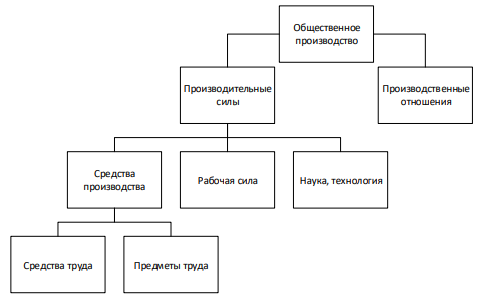 Общественное
производство
Производительные
силы
Производственные
отношения
Средства
производства
Рабочая сила
Наука, технология
Средства труда
Предметы труда